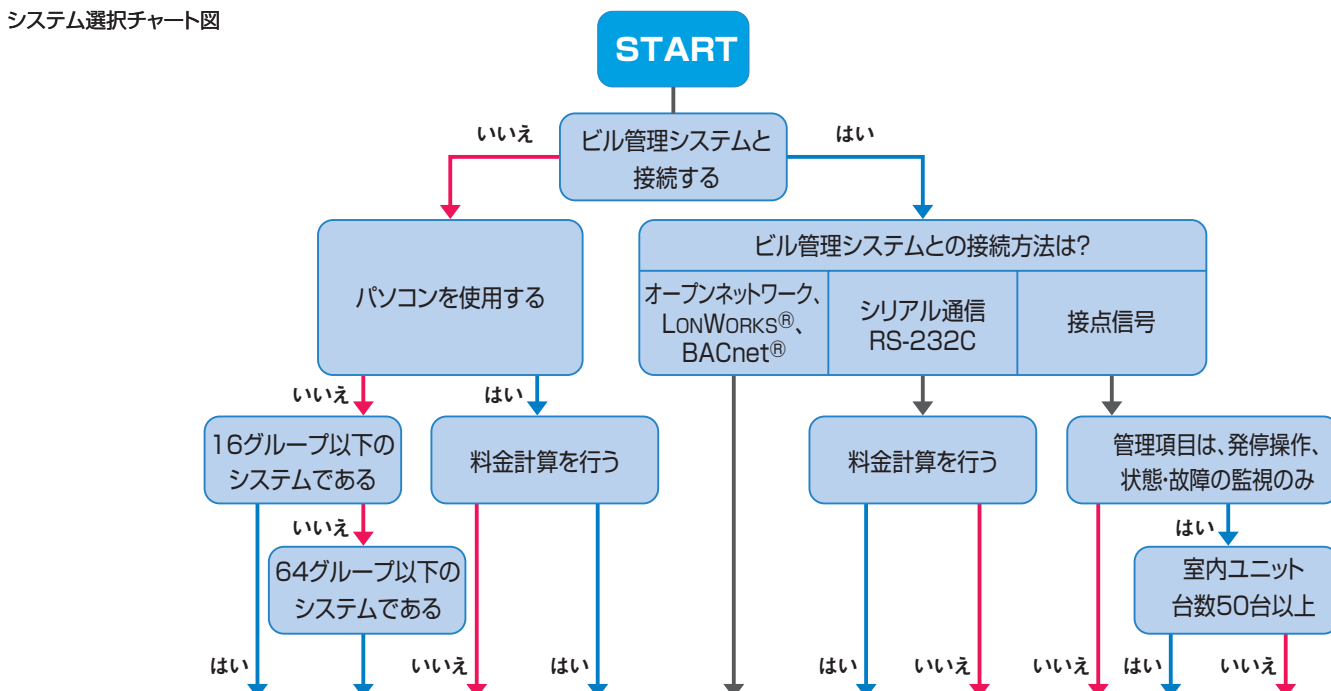 システム選択チャート図
START
いいえ
はい
ビル管理システムと
接続する
パソコンを使用する
ビル管理システムとの接続方法は?
オープンネットワーク、
LONWORKS®、
BACnet®
シリアル通信
RS-232C
接点信号
いいえ
はい
16グループ以下の
システムである
料金計算を行う
料金計算を行う
管理項目は、発停操作、
状態・故障の監視のみ
いいえ
はい
64グループ以下の
システムである
室内ユニット
台数50台以上
はい
いいえ
はい
はい
いいえ
いいえ
はい
いいえ